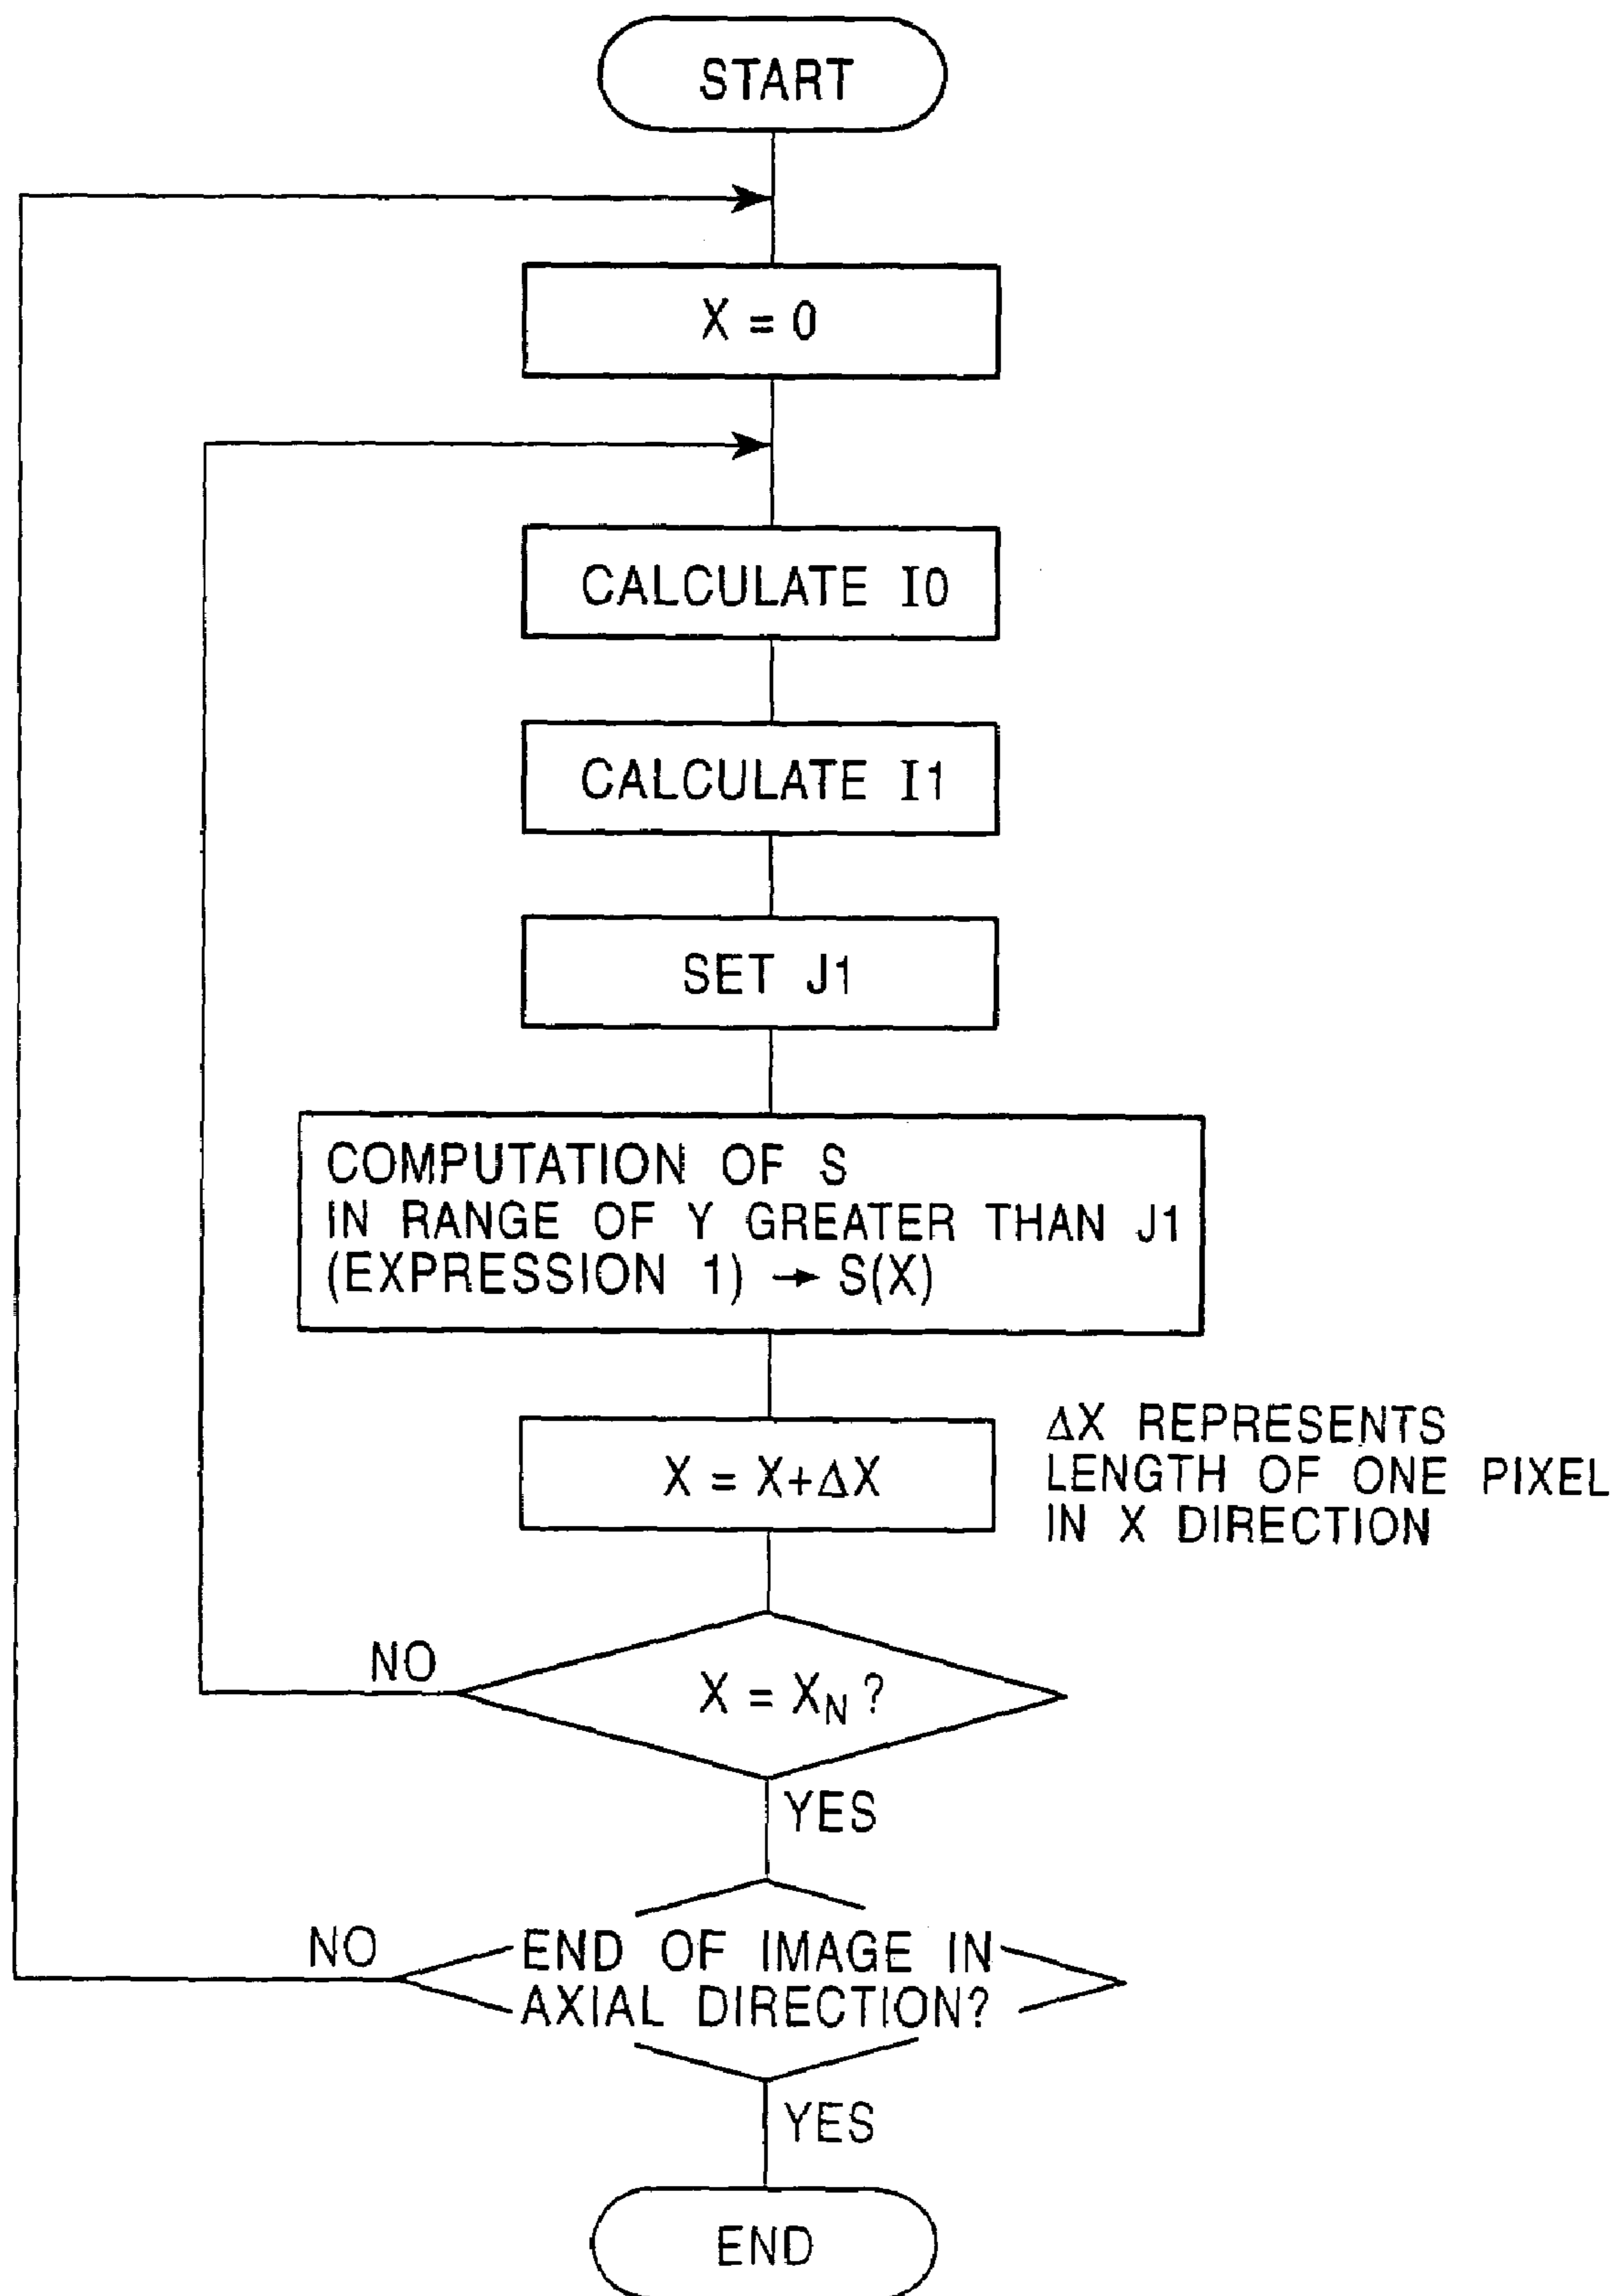 START
X = 0
CALCULATE I0
CALCULATE I1
SET J1
COMPUTATION OF S
IN RANGE OF Y GREATER THAN J1
(EXPRESSION 1) → S(X)
X = X+ΔX
ΔX REPRESENTS
LENGTH OF ONE PIXEL
IN X DIRECTION
NO
X = X_N ?
YES
NO
END OF IMAGE IN
AXIAL DIRECTION?
YES
END